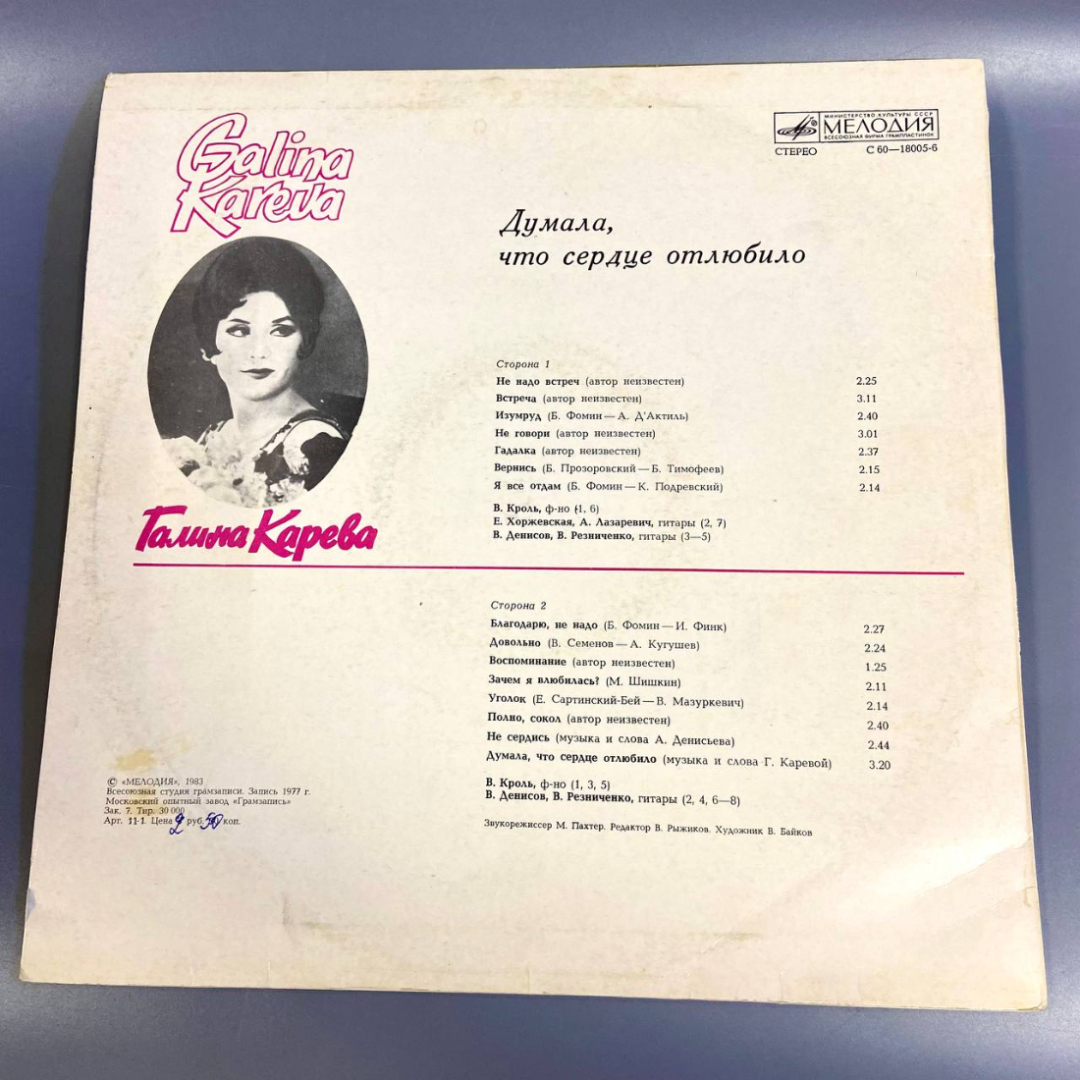 Galina
Kareva
МИНИСТЕРСТВО КУЛЬТУРЫ СССР
МЕЛОДИЯ
ВСЕСОЮЗНАЯ ФИРМА ГРАМПЛАСТИНОК
СТЕРЕО С 60—18005-6
Думала,
что сердце отлюбило
Сторона 1
Не надо встреч (автор неизвестен) 2.25
Встреча (автор неизвестен) 3.11
Изумруд (Б. Фомин — А. Д'Актиль) 2.40
Не говори (автор неизвестен) 3.01
Гадалка (автор неизвестен) 2.37
Вернись (Б. Прозоровский — Б. Тимофеев) 2.15
Я все отдам (Б. Фомин — К. Подревский) 2.14
В. Кроль, ф-но (1, 6)
Е. Хоржевская, А. Лазаревич, гитары (2, 7)
В. Денисов, В. Резниченко, гитары (3—5)
Галина Карева
Сторона 2
Благодарю, не надо (Б. Фомин — И. Финк) 2.27
Довольно (В. Семенов — А. Кугушев) 2.24
Воспоминание (автор неизвестен) 1.25
Зачем я влюбилась? (М. Шишкин) 2.11
Уголок (Е. Сартинский-Бей — В. Мазуркевич) 2.14
Полно, сокол (автор неизвестен) 2.40
Не сердись (музыка и слова А. Денисьева) 2.44
Думала, что сердце отлюбило (музыка и слова Г. Каревой) 3.20
В. Кроль, ф-но (1, 3, 5)
В. Денисов, В. Резниченко, гитары (2, 4, 6—8)
Звукорежиссер М. Пахтер. Редактор В. Рыжиков. Художник В. Байков
© «МЕЛОДИЯ», 1983
Всесоюзная студия грамзаписи. Запись 1977 г.
Московский опытный завод «Грамзапись»
Зак. 7. Тир. 30 000
Арт. 11-1. Цена 2 руб. 50 коп.